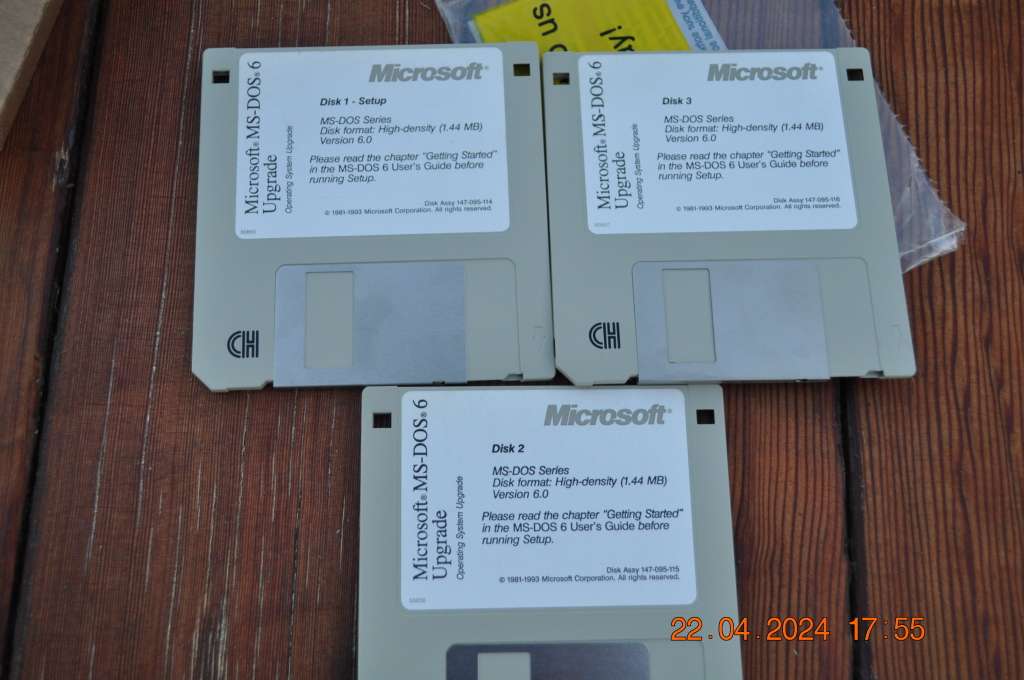 us
ay!
Microsoft® MS-DOS® 6
Upgrade
Operating System Upgrade
Microsoft®
Disk 1 - Setup
MS-DOS Series
Disk format: High-density (1.44 MB)
Version 6.0
Please read the chapter "Getting Started"
in the MS-DOS 6 User's Guide before
running Setup.
Disk Assy 147-095-114
© 1981-1993 Microsoft Corporation. All rights reserved.
CH
Microsoft® MS-DOS® 6
Upgrade
Operating System Upgrade
Microsoft®
Disk 3
MS-DOS Series
Disk format: High-density (1.44 MB)
Version 6.0
Please read the chapter "Getting Started"
in the MS-DOS 6 User's Guide before
running Setup.
Disk Assy 147-095-116
© 1981-1993 Microsoft Corporation. All rights reserved.
CH
Microsoft® MS-DOS® 6
Upgrade
Operating System Upgrade
Microsoft®
Disk 2
MS-DOS Series
Disk format: High-density (1.44 MB)
Version 6.0
Please read the chapter "Getting Started"
in the MS-DOS 6 User's Guide before
running Setup.
Disk Assy 147-095-115
© 1981-1993 Microsoft Corporation. All rights reserved.
22.04.2024 17:55